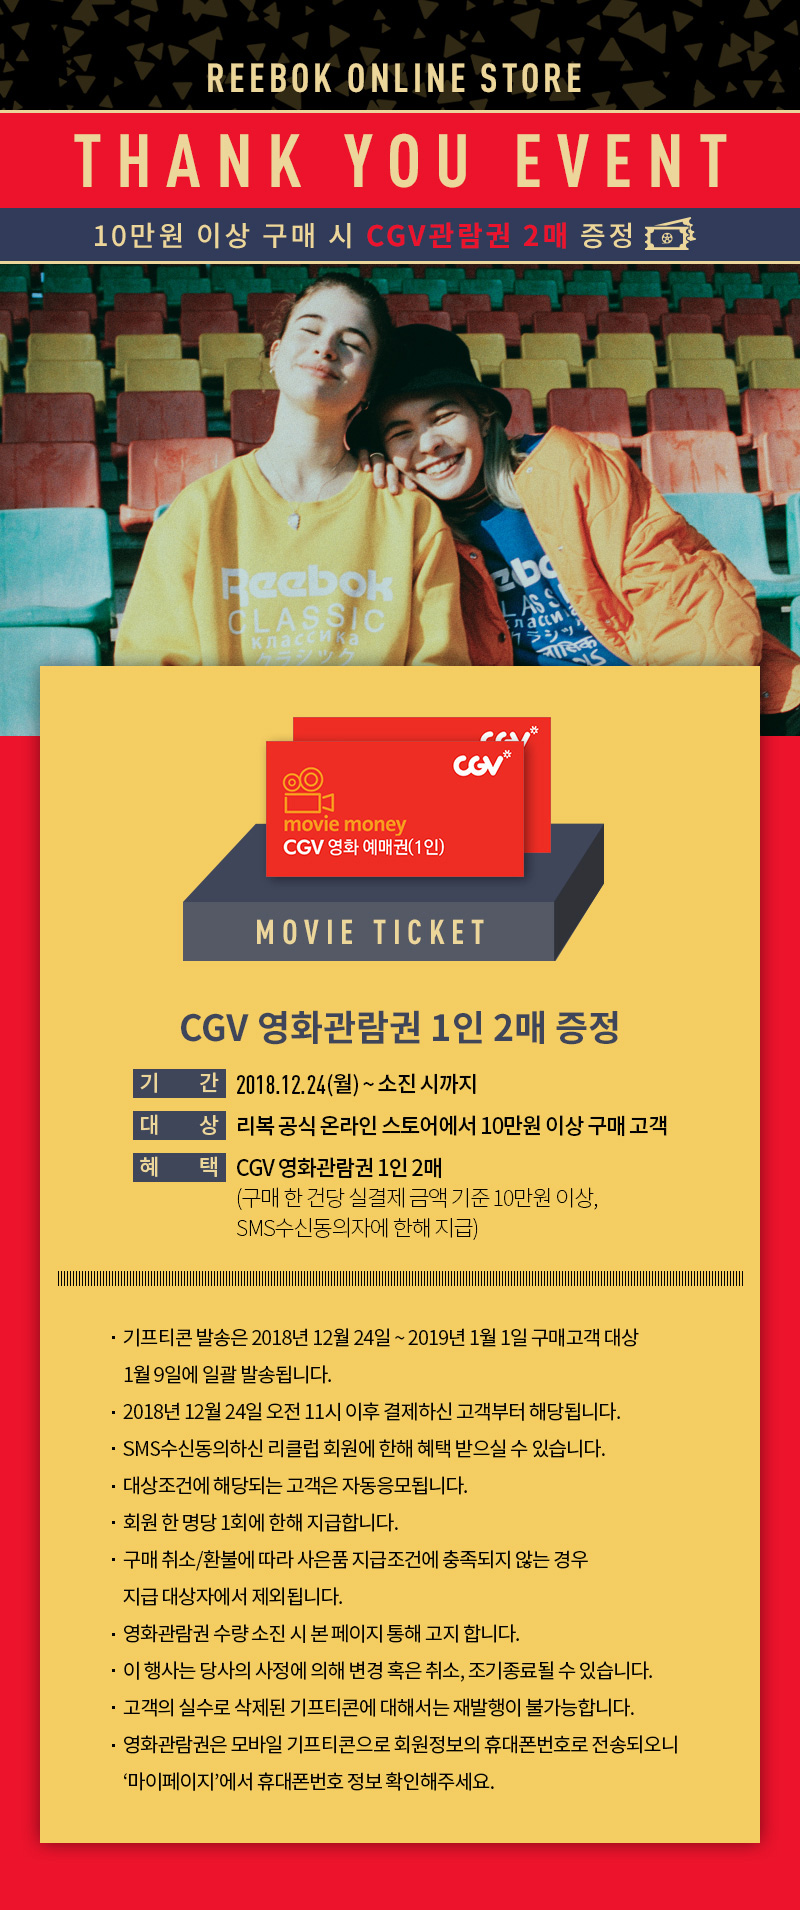 REEBOK ONLINE STORE
THANK YOU EVENT
10만원 이상 구매 시 CGV관람권 2매 증정
Reebok
CLASSIC
классика
クラシック
CGV
CGV
movie money
CGV 영화 예매권(1인)
MOVIE TICKET
CGV 영화관람권 1인 2매 증정
기 간 2018.12.24(월) ~ 소진 시까지
대 상 리복 공식 온라인 스토어에서 10만원 이상 구매 고객
혜 택 CGV 영화관람권 1인 2매
(구매 한 건당 실결제 금액 기준 10만원 이상,
SMS수신동의자에 한해 지급)
· 기프티콘 발송은 2018년 12월 24일 ~ 2019년 1월 1일 구매고객 대상
1월 9일에 일괄 발송됩니다.
· 2018년 12월 24일 오전 11시 이후 결제하신 고객부터 해당됩니다.
· SMS수신동의하신 리클럽 회원에 한해 혜택 받으실 수 있습니다.
· 대상조건에 해당되는 고객은 자동응모됩니다.
· 회원 한 명당 1회에 한해 지급합니다.
· 구매 취소/환불에 따라 사은품 지급조건에 충족되지 않는 경우
지급 대상자에서 제외됩니다.
· 영화관람권 수량 소진 시 본 페이지 통해 고지 합니다.
· 이 행사는 당사의 사정에 의해 변경 혹은 취소, 조기종료될 수 있습니다.
· 고객의 실수로 삭제된 기프티콘에 대해서는 재발행이 불가능합니다.
· 영화관람권은 모바일 기프티콘으로 회원정보의 휴대폰번호로 전송되오니
‘마이페이지’에서 휴대폰번호 정보 확인해주세요.